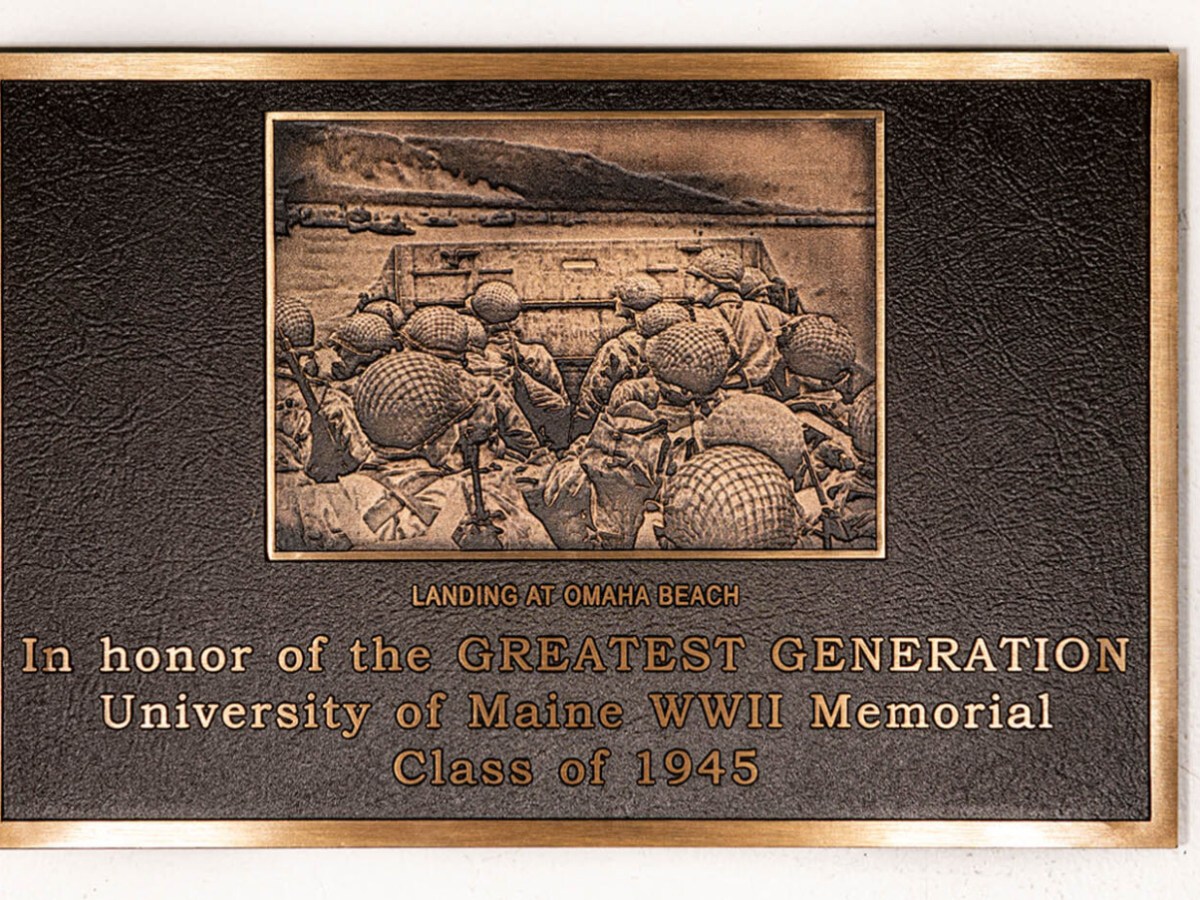 LANDING AT OMAHA BEACH
In honor of the GREATEST GENERATION
University of Maine WWII Memorial
Class of 1945